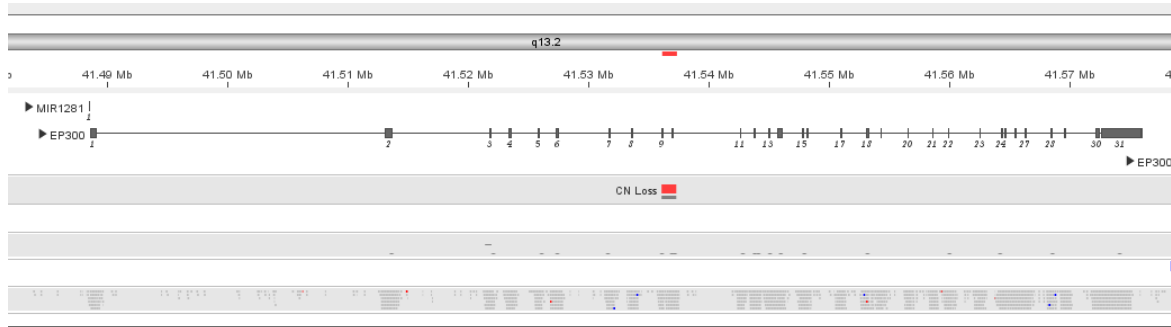 q13.2
41.49 Mb 41.50 Mb 41.51 Mb 41.52 Mb 41.53 Mb 41.54 Mb 41.55 Mb 41.56 Mb 41.57 Mb
MIR1281
1
EP300
1 2 3 4 5 6 7 8 9 11 13 15 17 18 20 21 22 23 24 27 28 30 31
EP300
CN Loss